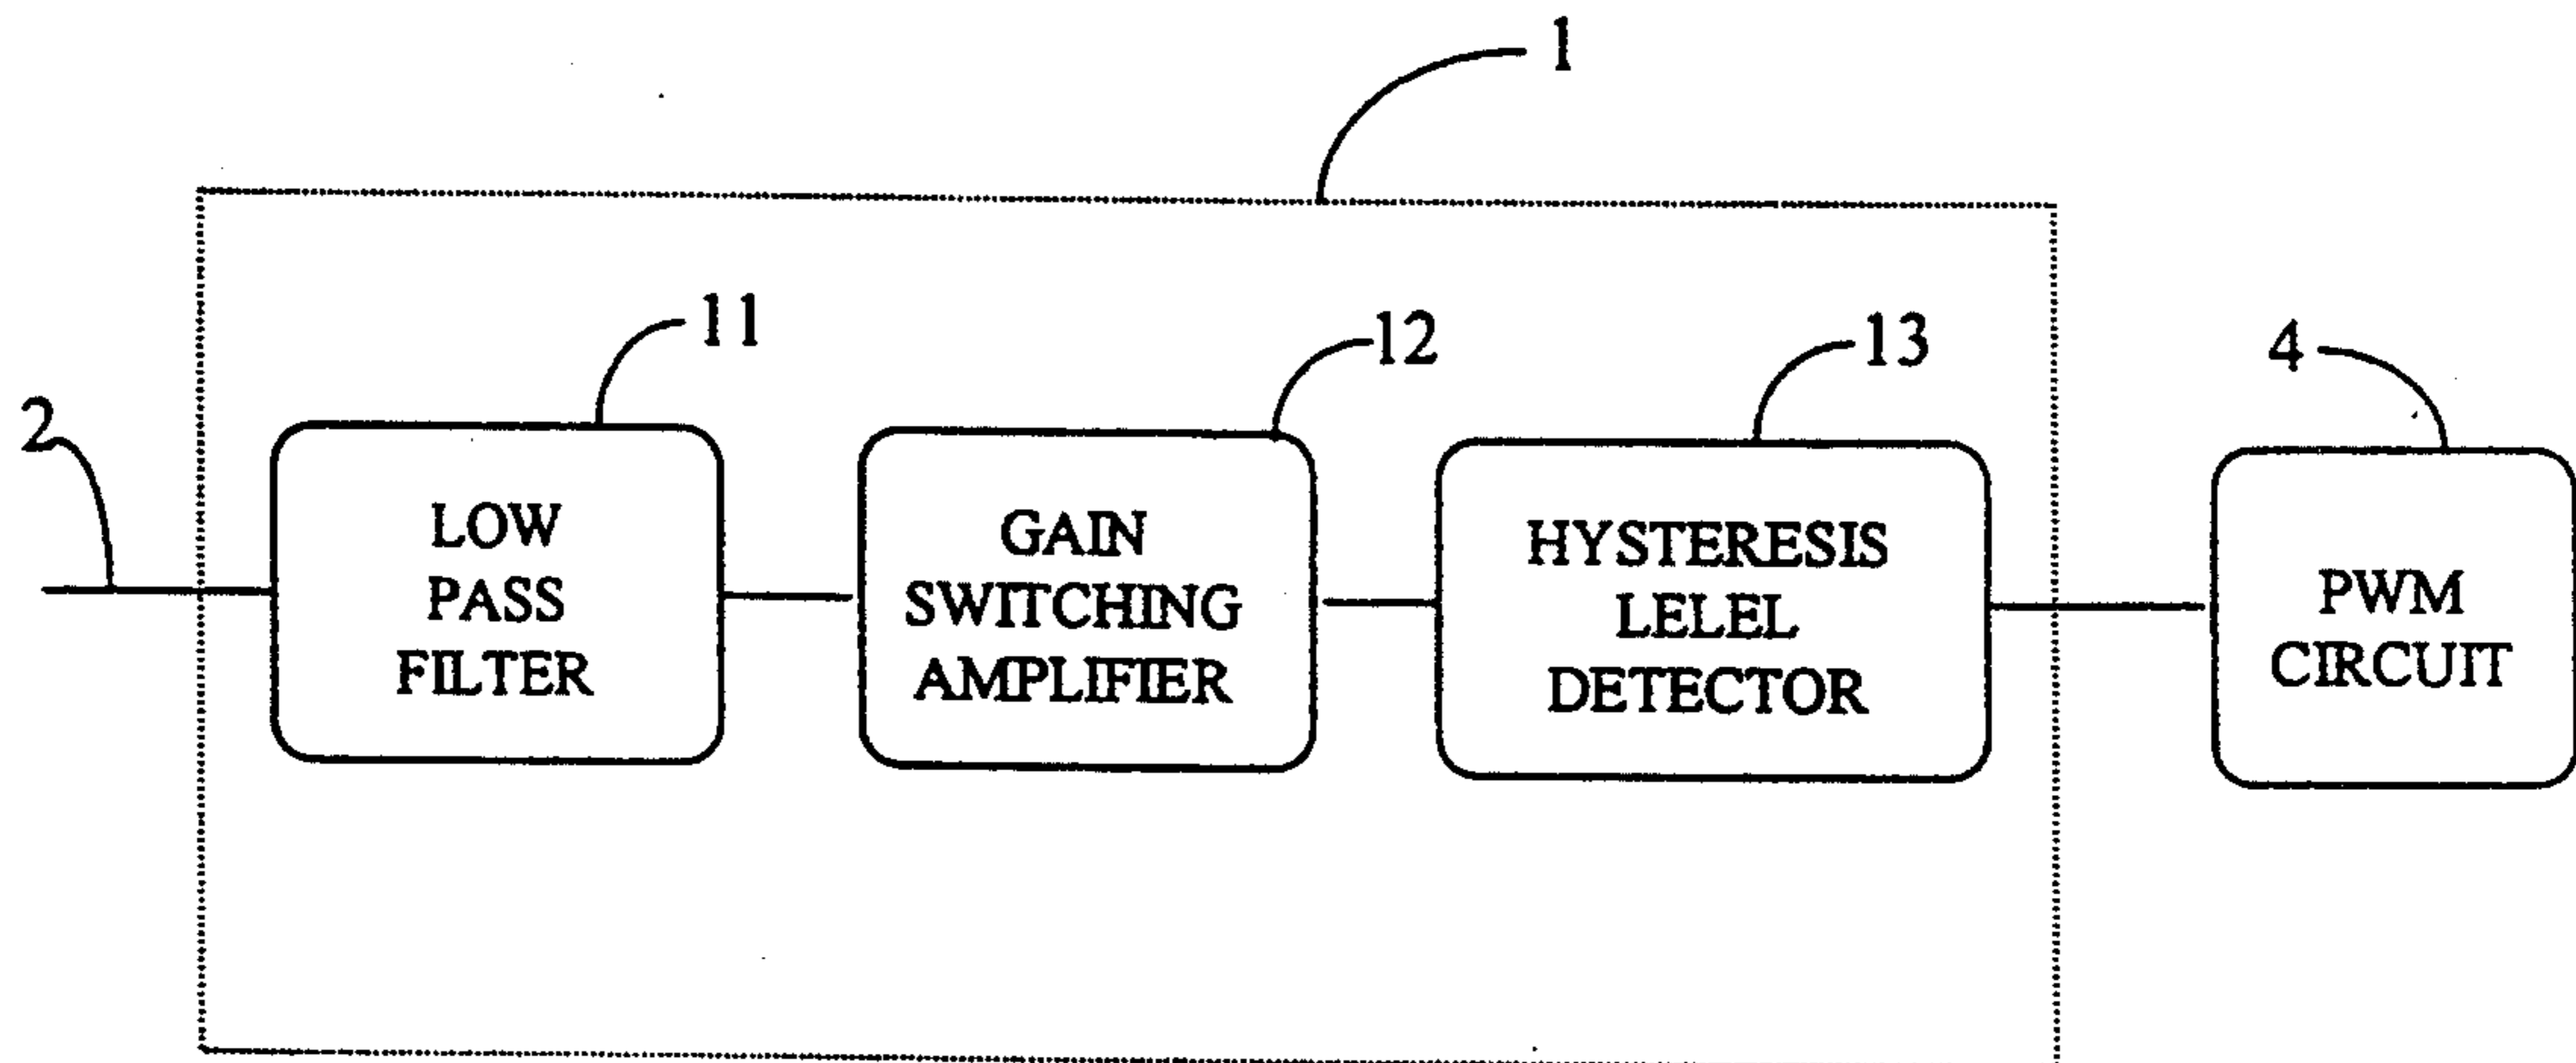 1
11
12
13
4
2
LOW
PASS
FILTER
GAIN
SWITCHING
AMPLIFIER
HYSTERESIS
LELEL
DETECTOR
PWM
CIRCUIT